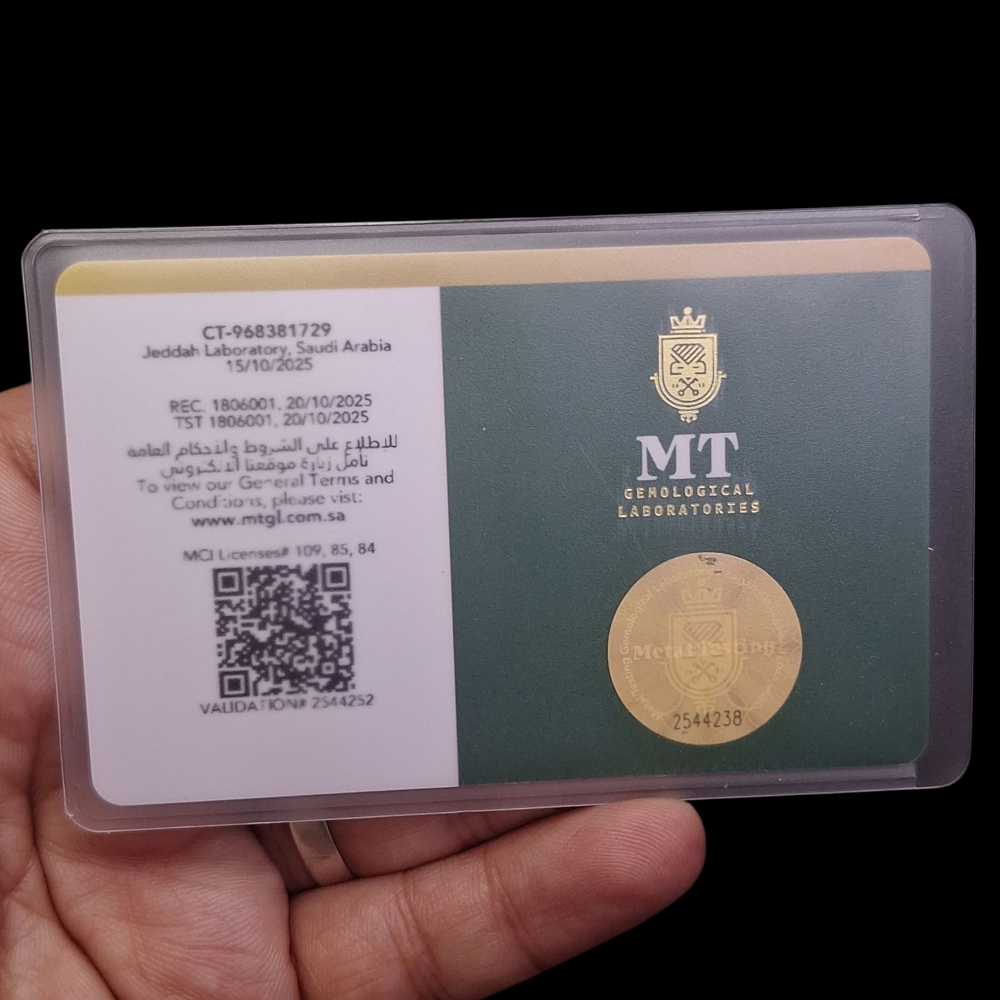 CT-968381729
Jeddah Laboratory, Saudi Arabia
15/10/2025
REC. 1806001, 20/10/2025
TST 1806001, 20/10/2025
للاطلاع على الشروط والأحكام العامة
نأمل زيارة موقعنا الالكتروني
To view our General Terms and
Conditions, please vist:
www.mtgl.com.sa
MCI Licenses# 109, 85, 84
VALIDATION# 2544252
MT
GEMOLOGICAL
LABORATORIES
Metal Testing
2544238